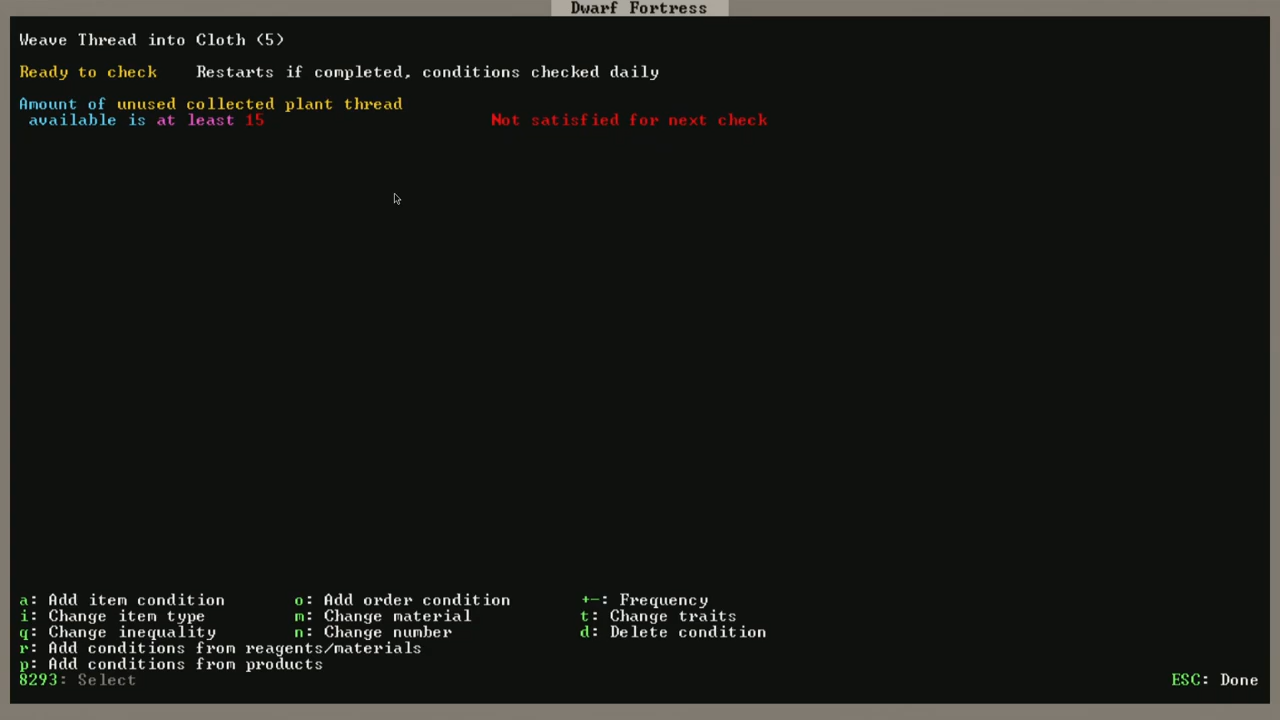 Dwarf Fortress
Weave Thread into Cloth (5)
Ready to check Restarts if completed, conditions checked daily
Amount of unused collected plant thread
available is at least 15 Not satisfied for next check
a: Add item condition o: Add order condition +-: Frequency
i: Change item type m: Change material t: Change traits
q: Change inequality n: Change number d: Delete condition
r: Add conditions from reagents/materials
p: Add conditions from products
8293: Select ESC: Done